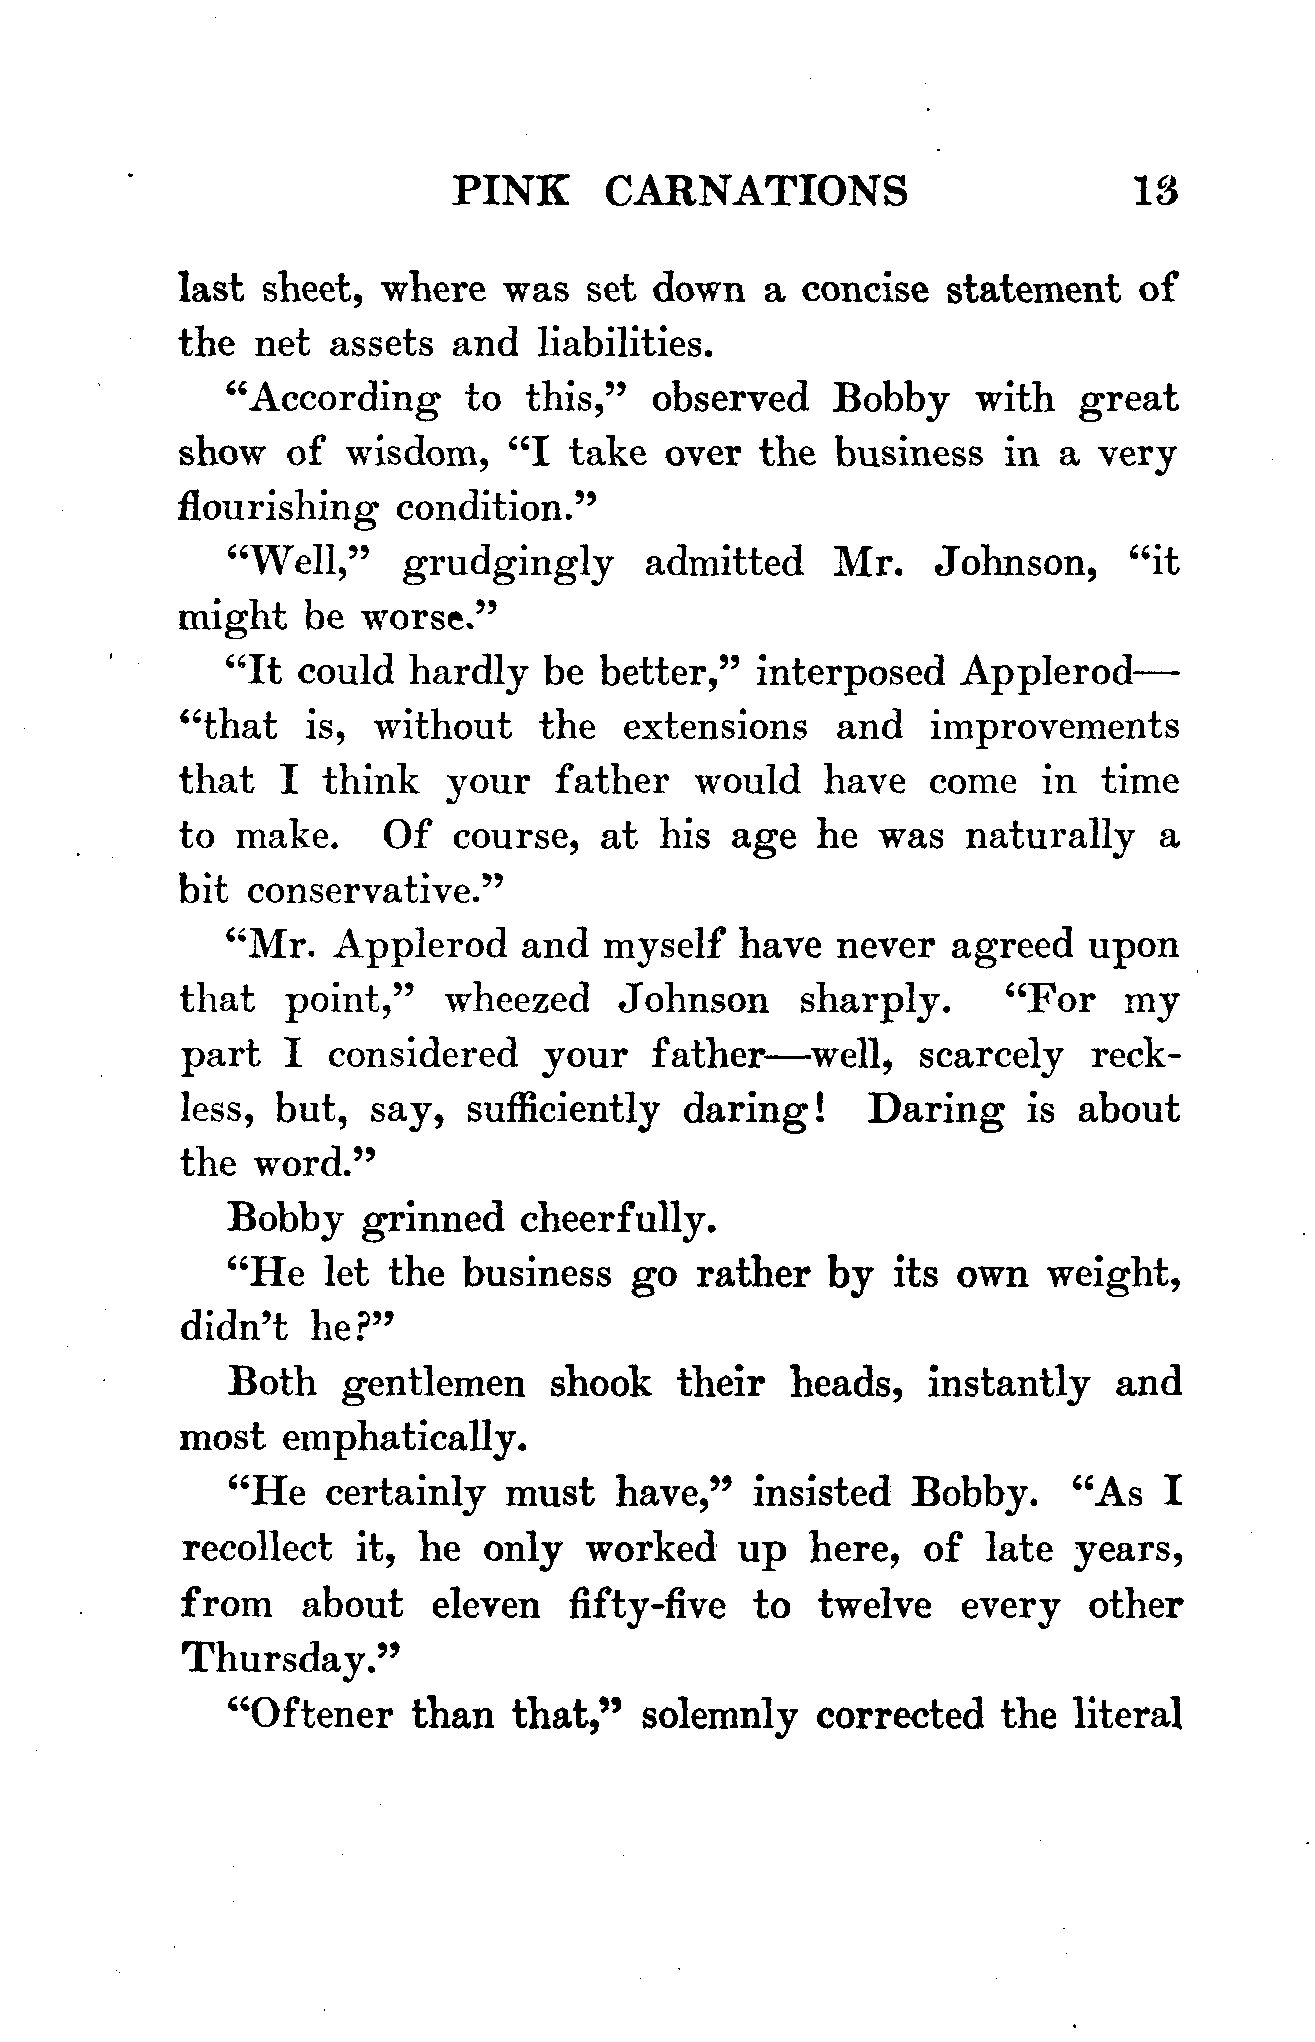 PINK CARNATIONS 13
last sheet, where was set down a concise statement of
the net assets and liabilities.
“According to this,” observed Bobby with great
show of wisdom, “I take over the business in a very
flourishing condition.”
“Well,” grudgingly admitted Mr. Johnson, “it
might be worse.”
“It could hardly be better,” interposed Applerod—
“that is, without the extensions and improvements
that I think your father would have come in time
to make. Of course, at his age he was naturally a
bit conservative.”
“Mr. Applerod and myself have never agreed upon
that point,” wheezed Johnson sharply. “For my
part I considered your father—well, scarcely reck-
less, but, say, sufficiently daring! Daring is about
the word.”
Bobby grinned cheerfully.
“He let the business go rather by its own weight,
didn’t he?”
Both gentlemen shook their heads, instantly and
most emphatically.
“He certainly must have,” insisted Bobby. “As I
recollect it, he only worked up here, of late years,
from about eleven fifty-five to twelve every other
Thursday.”
“Oftener than that,” solemnly corrected the literal